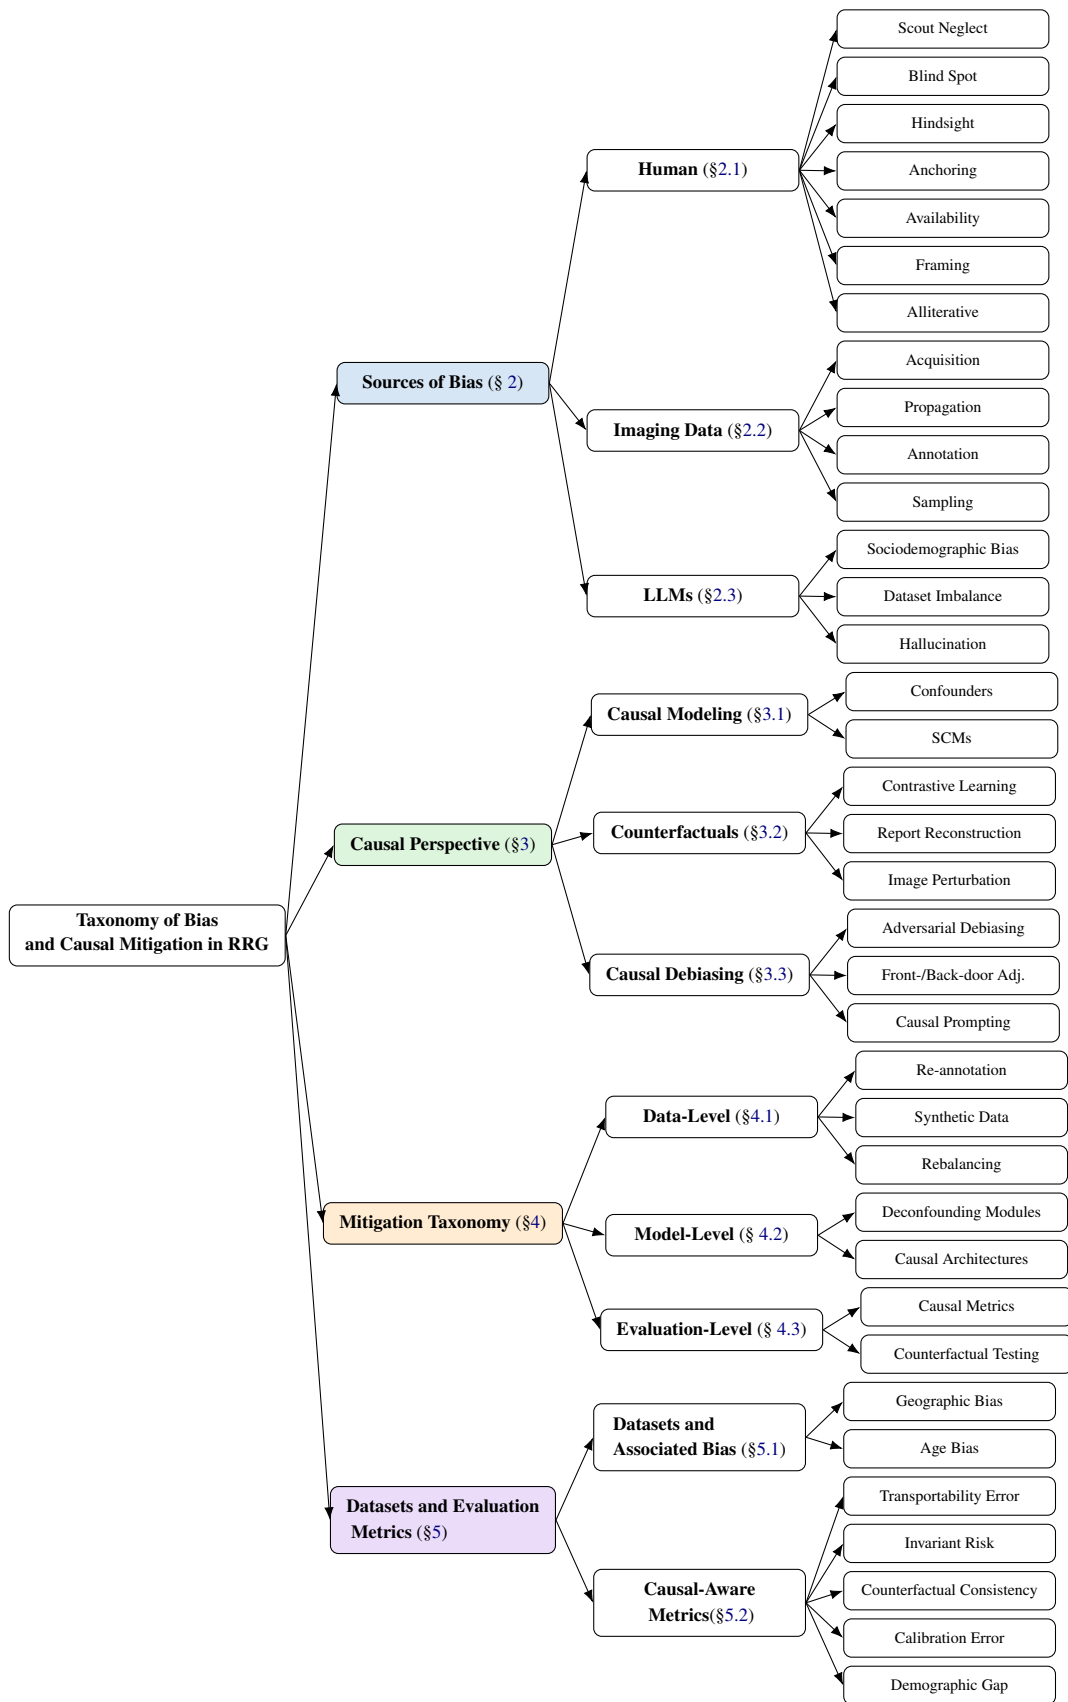 Taxonomy of Bias
and Causal Mitigation in RRG
Sources of Bias (§ 2)
Human (§2.1)
Scout Neglect
Blind Spot
Hindsight
Anchoring
Availability
Framing
Alliterative
Imaging Data (§2.2)
Acquisition
Propagation
Annotation
Sampling
LLMs (§2.3)
Sociodemographic Bias
Dataset Imbalance
Hallucination
Causal Perspective (§3)
Causal Modeling (§3.1)
Confounders
SCMs
Counterfactuals (§3.2)
Contrastive Learning
Report Reconstruction
Image Perturbation
Causal Debiasing (§3.3)
Adversarial Debiasing
Front-/Back-door Adj.
Causal Prompting
Mitigation Taxonomy (§4)
Data-Level (§4.1)
Re-annotation
Synthetic Data
Rebalancing
Model-Level (§ 4.2)
Deconfounding Modules
Causal Architectures
Evaluation-Level (§ 4.3)
Causal Metrics
Counterfactual Testing
Datasets and Evaluation
Metrics (§5)
Datasets and
Associated Bias (§5.1)
Geographic Bias
Age Bias
Causal-Aware
Metrics(§5.2)
Transportability Error
Invariant Risk
Counterfactual Consistency
Calibration Error
Demographic Gap